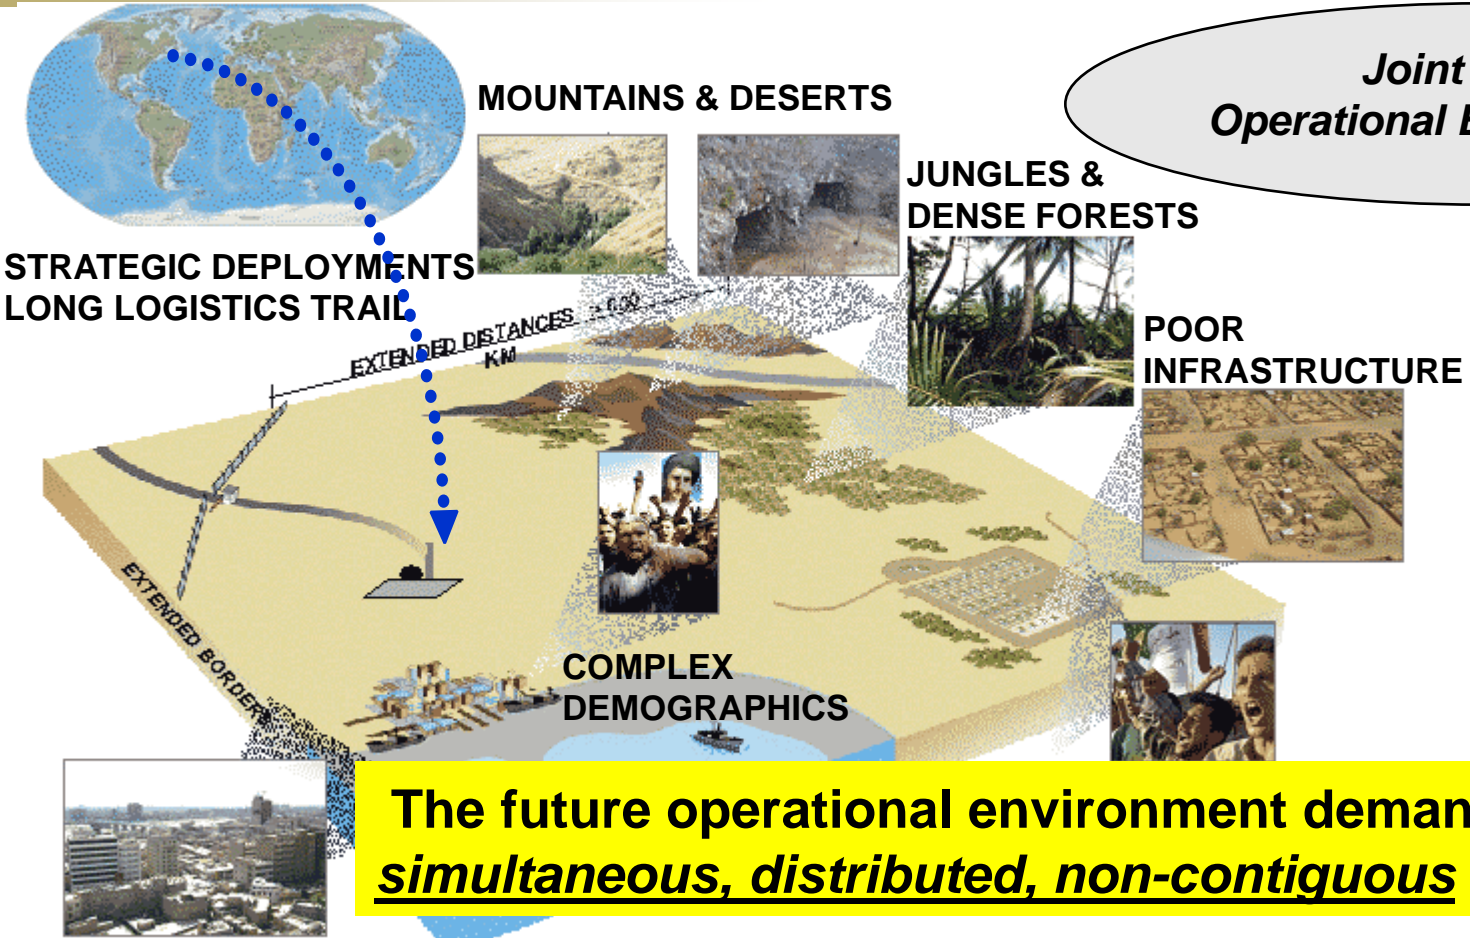 Joint
Operational
MOUNTAINS & DESERTS
JUNGLES &
DENSE FORESTS
STRATEGIC DEPLOYMENTS
LONG LOGISTICS TRAIL
POOR
INFRASTRUCTURE
EXTENDED DISTANCES
KM
EXTENDED BORDERS
COMPLEX
DEMOGRAPHICS
The future operational environment deman
simultaneous, distributed, non-contiguous